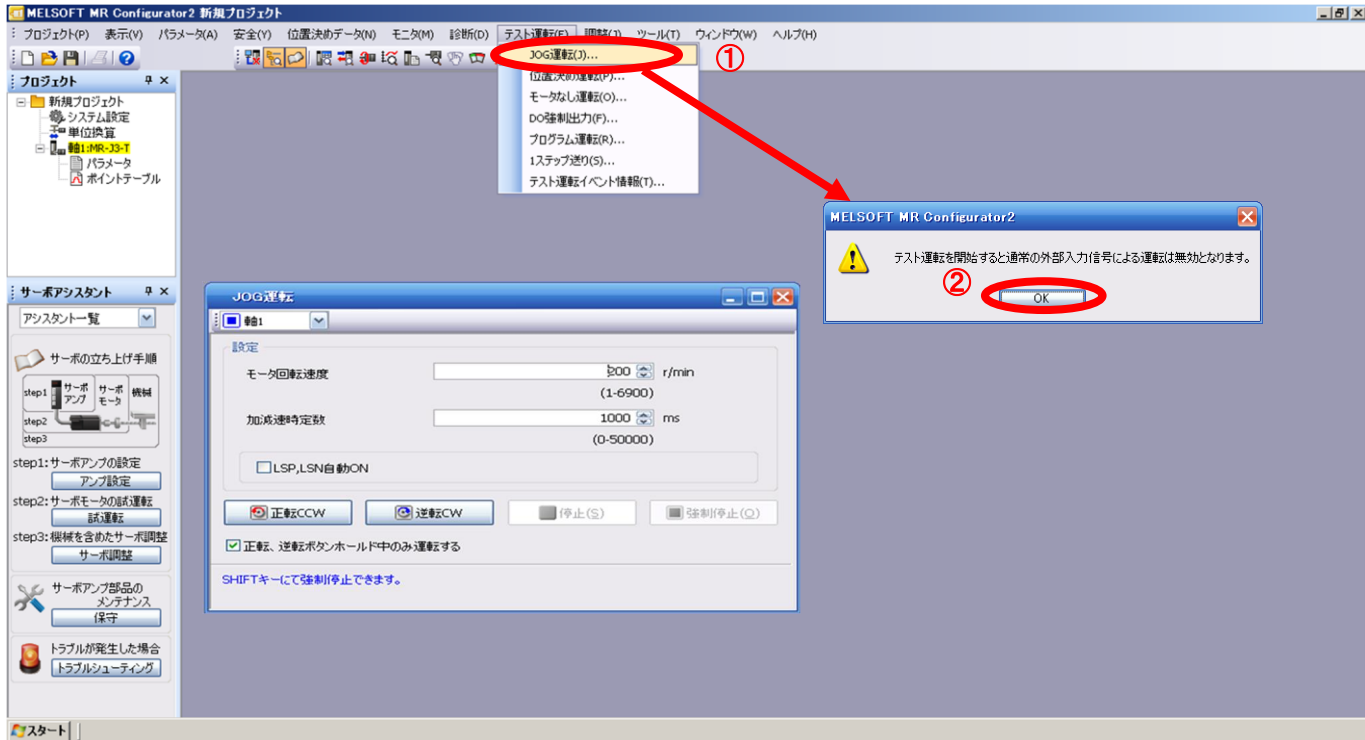 MELSOFT MR Configurator2 新規プロジェクト
プロジェクト(P) 表示(V) パラメータ(A) 安全(Y) 位置決めデータ(N) モニタ(M) 診断(D) テスト運転(E) 調整(J) ツール(T) ウィンドウ(W) ヘルプ(H)
JOG運転(J)...
①
位置決め運転(P)...
モータなし運転(O)...
DO強制出力(F)...
プログラム運転(R)...
1ステップ送り(S)...
テスト運転イベント情報(T)...
プロジェクト
新規プロジェクト
システム設定
単位換算
軸1:MR-J3-T
パラメータ
ポイントテーブル
MELSOFT MR Configurator2
テスト運転を開始すると通常の外部入力信号による運転は無効となります。
②
OK
サーボアシスタント
アシスタント一覧
サーボの立ち上げ手順
step1
サーボアンプ
サーボモータ
機械
step2
step3
step1:サーボアンプの設定
アンプ設定
step2:サーボモータの試運転
試運転
step3:機械を含めたサーボ調整
サーボ調整
サーボアンプ部品の
メンテナンス
保守
トラブルが発生した場合
トラブルシューティング
JOG運転
軸1
設定
モータ回転速度
200 r/min
(1-6900)
加減速時定数
1000 ms
(0-50000)
LSP,LSN自動ON
正転CCW
逆転CW
停止(S)
強制停止(O)
正転、逆転ボタンホールド中のみ運転する
SHIFTキーにて強制停止できます。
スタート